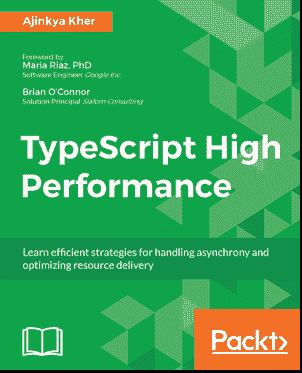 Ajinkya Kher
Foreword by
Maria Riaz, PhD
Software Engineer Google Inc.
Brian O'Connor
Solution Principal Slalom Consulting
TypeScript High
Performance
Learn efficient strategies for handling asynchrony and
optimizing resource delivery
Packt>